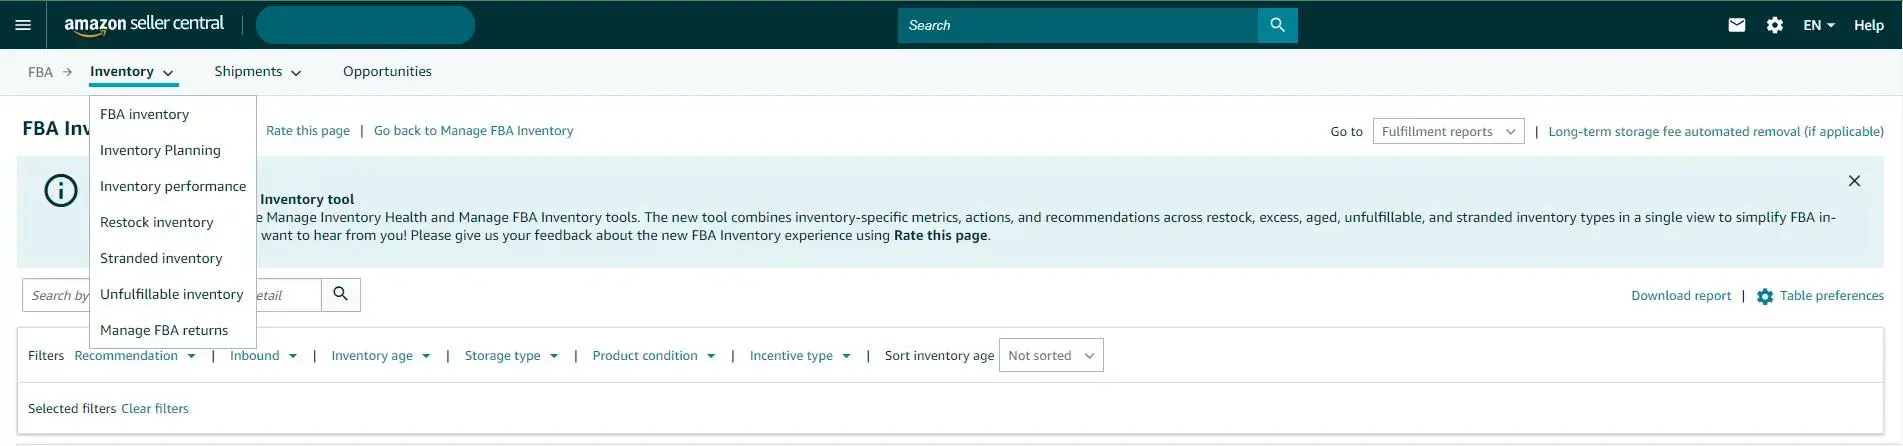 amazon seller central
Search
EN
Help
FBA → Inventory Shipments Opportunities
FBA inventory
Inventory Planning
Inventory performance
Restock inventory
Stranded inventory
Unfulfillable inventory
Manage FBA returns
FBA Rate this page | Go back to Manage FBA Inventory
Go to Fulfillment reports | Long-term storage fee automated removal (if applicable)
Inventory tool
Manage Inventory Health and Manage FBA Inventory tools. The new tool combines inventory-specific metrics, actions, and recommendations across restock, excess, aged, unfulfillable, and stranded inventory types in a single view to simplify FBA in-
want to hear from you! Please give us your feedback about the new FBA Inventory experience using Rate this page.
Search by
Download report | Table preferences
Filters Recommendation | Inbound | Inventory age | Storage type | Product condition | Incentive type | Sort inventory age Not sorted
Selected filters Clear filters